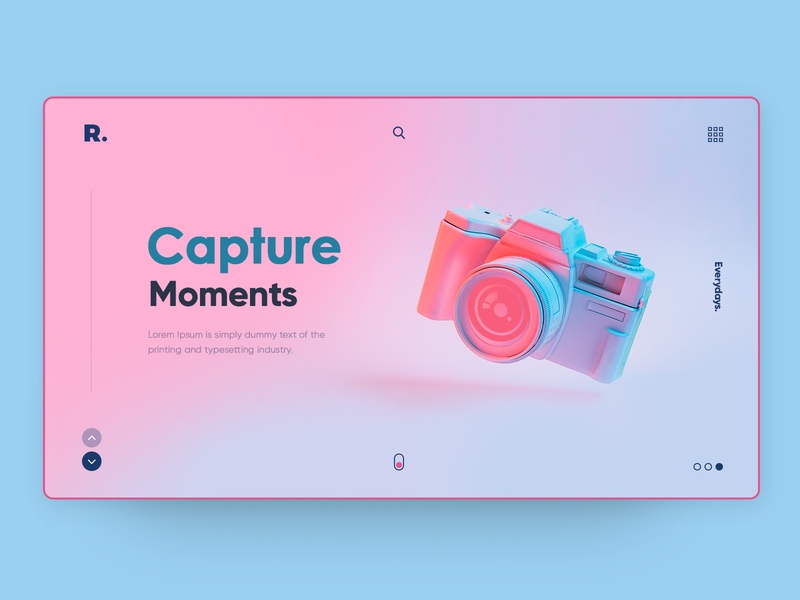 R.
Capture
Moments
Lorem Ipsum is simply dummy text of the
printing and typesetting industry.
Everydays.